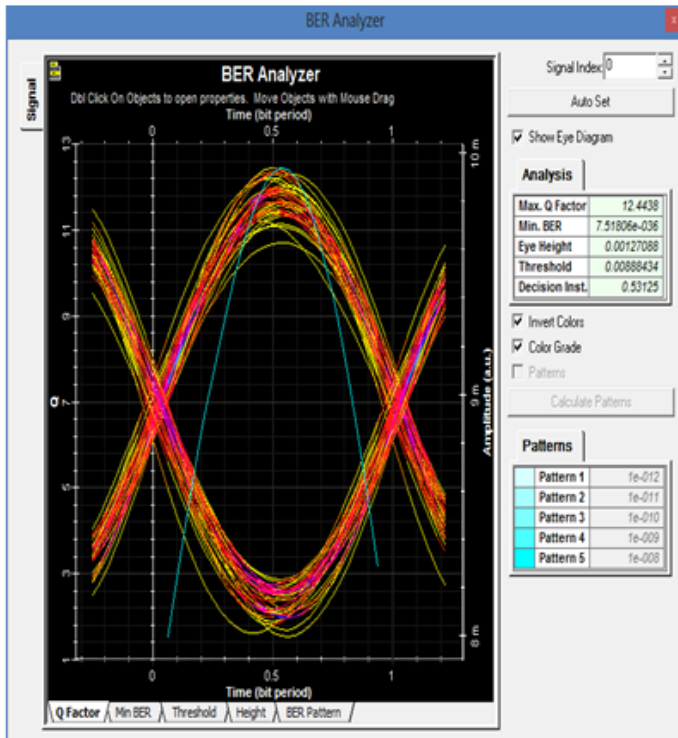 BER Analyzer
x
Signal
BER Analyzer
Dbl Click On Objects to open properties. Move Objects with Mouse Drag
Time (bit period)
0 0.5 1
13
11
9
7
5
3
1
Q
10 m
9 m
8 m
Amplitude (a.u.)
0 0.5 1
Time (bit period)
Q Factor Min BER Threshold Height BER Pattern
Signal Index: 0
Auto Set
Show Eye Diagram
Analysis
Max. Q Factor 12.4438
Min. BER 7.51806e-036
Eye Height 0.00127088
Threshold 0.00888434
Decision Inst. 0.53125
Invert Colors
Color Grade
Patterns
Calculate Patterns
Patterns
Pattern 1 1e-012
Pattern 2 1e-011
Pattern 3 1e-010
Pattern 4 1e-009
Pattern 5 1e-008